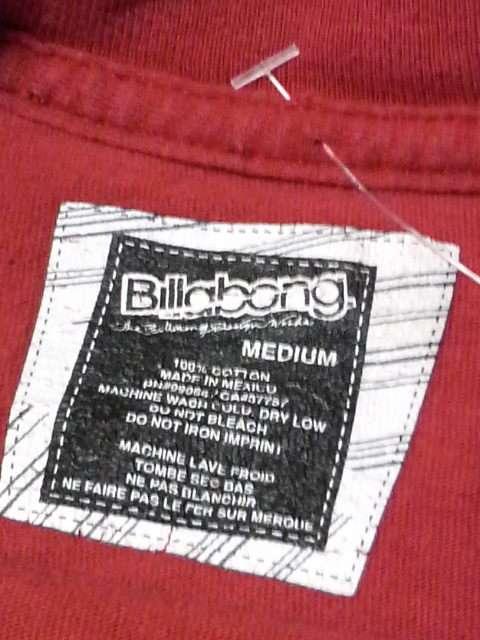 Billabong
MEDIUM
100% COTTON
MADE IN MEXICO
MACHINE WASH COLD. DRY LOW
DO NOT BLEACH
DO NOT IRON IMPRINT
MACHINE LAVE FROID
TOMBE SEC BAS
NE PAS BLANCHIR
NE FAIRE PAS LE FER SUR MERQUE